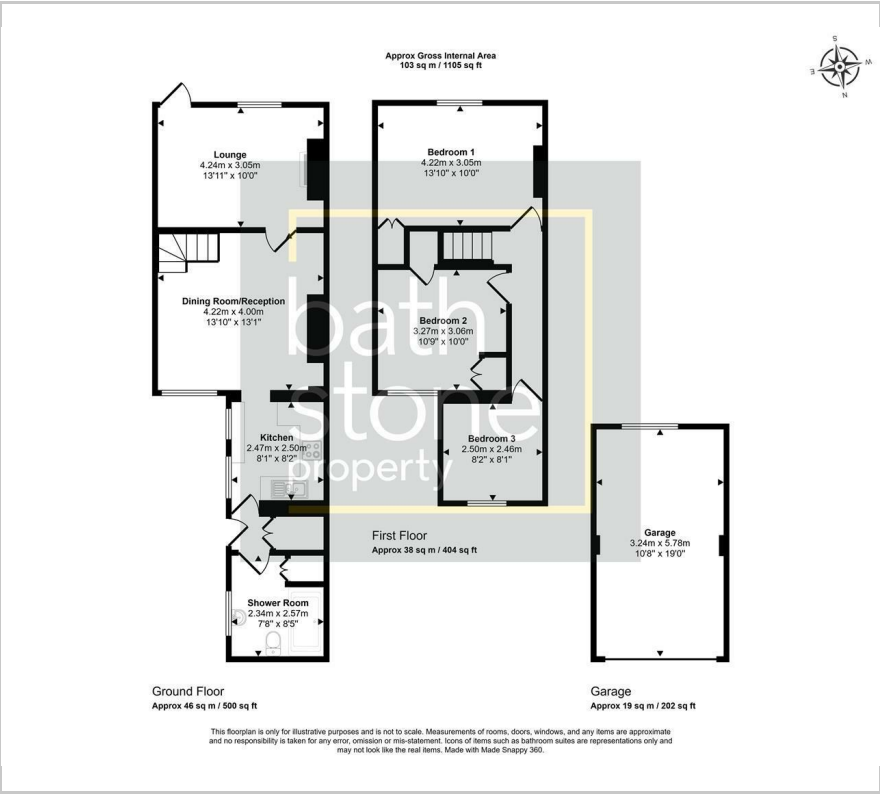 Approx Gross Internal Area
103 sq m / 1105 sq ft
S
W
E
N
Lounge
4.24m x 3.05m
13'11" x 10'0"
Bedroom 1
4.22m x 3.05m
13'10" x 10'0"
Dining Room/Reception
4.22m x 4.00m
13'10" x 13'1"
Bedroom 2
3.27m x 3.06m
10'9" x 10'0"
bath
stone
property
Kitchen
2.47m x 2.50m
8'1" x 8'2"
Bedroom 3
2.50m x 2.46m
8'2" x 8'1"
Garage
3.24m x 5.78m
10'8" x 19'0"
First Floor
Approx 38 sq m / 404 sq ft
Shower Room
2.34m x 2.57m
7'8" x 8'5"
Ground Floor
Approx 46 sq m / 500 sq ft
Garage
Approx 19 sq m / 202 sq ft
This floorplan is only for illustrative purposes and is not to scale. Measurements of rooms, doors, windows, and any items are approximate
and no responsibility is taken for any error, omission or mis-statement. Icons of items such as bathroom suites are representations only and
may not look like the real items. Made with Made Snappy 360.